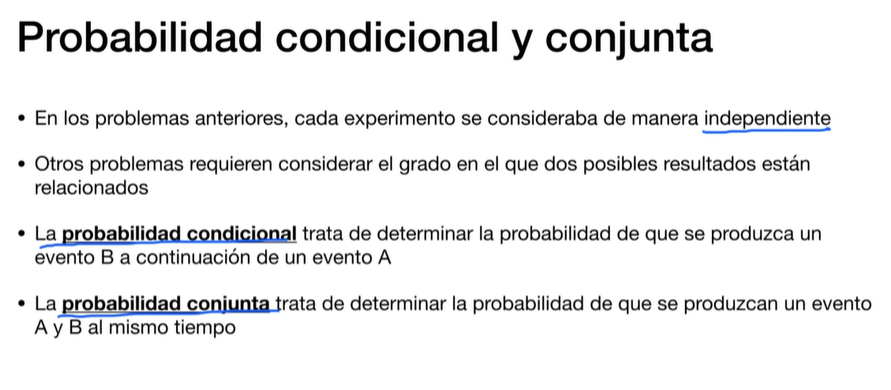 Probabilidad condicional y conjunta
• En los problemas anteriores, cada experimento se consideraba de manera independiente
• Otros problemas requieren considerar el grado en el que dos posibles resultados están
relacionados
• La probabilidad condicional trata de determinar la probabilidad de que se produzca un
evento B a continuación de un evento A
• La probabilidad conjunta trata de determinar la probabilidad de que se produzcan un evento
A y B al mismo tiempo